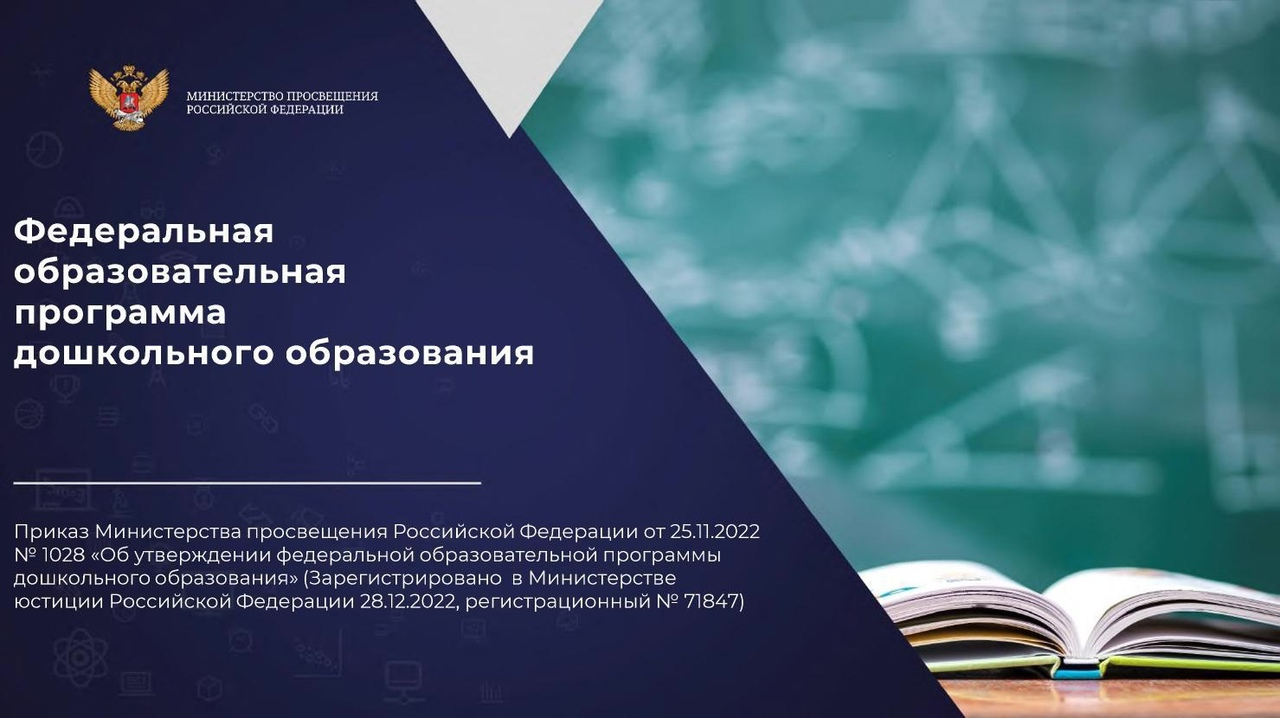 МИНИСТЕРСТВО ПРОСВЕЩЕНИЯ
РОССИЙСКОЙ ФЕДЕРАЦИИ
Федеральная
образовательная
программа
дошкольного образования
Приказ Министерства просвещения Российской Федерации от 25.11.2022
№ 1028 «Об утверждении федеральной образовательной программы
дошкольного образования» (Зарегистрировано в Министерстве
юстиции Российской Федерации 28.12.2022, регистрационный № 71847)